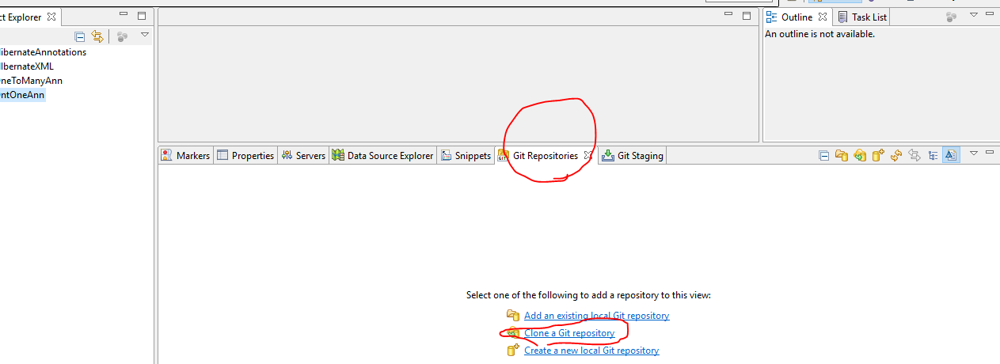 ct Explorer
Outline
Task List
An outline is not available.
libernateAnnotations
IbernateXML
neToManyAnn
ntOneAnn
Markers
Properties
Servers
Data Source Explorer
Snippets
Git Repositories
Git Staging
Select one of the following to add a repository to this view:
Add an existing local Git repository
Clone a Git repository
Create a new local Git repository